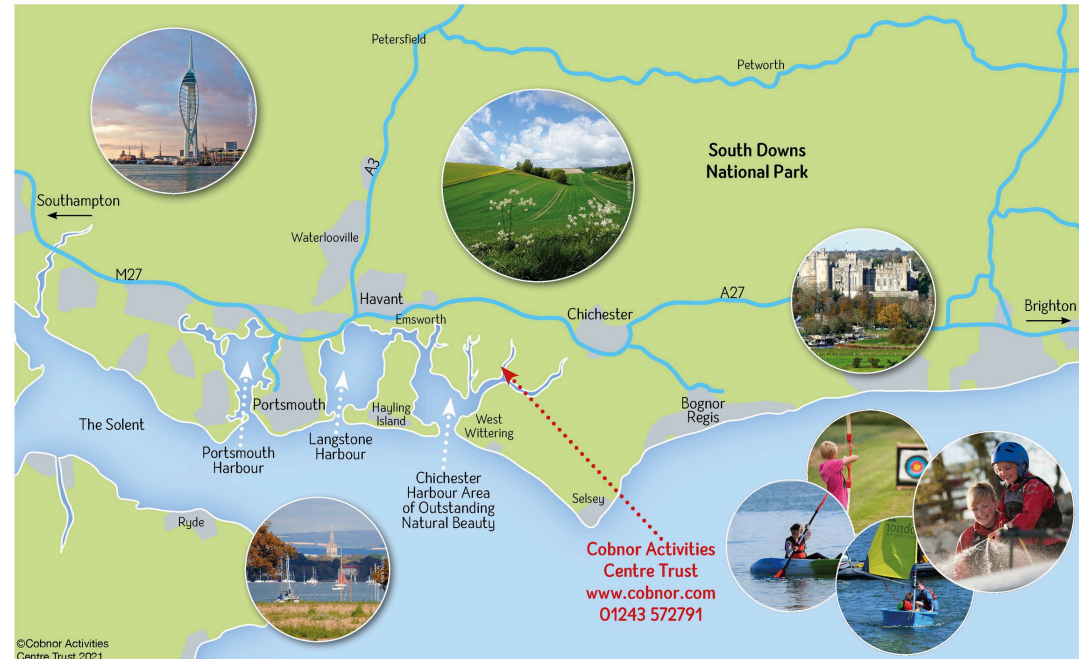 Petersfield
Petworth
South Downs
National Park
A3
Southampton
Waterlooville
M27
Havant
Emsworth
Chichester
A27
Brighton
The Solent
Portsmouth
Hayling
Island
West
Wittering
Bognor
Regis
Portsmouth
Harbour
Langstone
Harbour
Chichester
Harbour Area
of Outstanding
Natural Beauty
Selsey
Ryde
Cobnor Activities
Centre Trust
www.cobnor.com
01243 572791
©Cobnor Activities
Centre Trust 2021